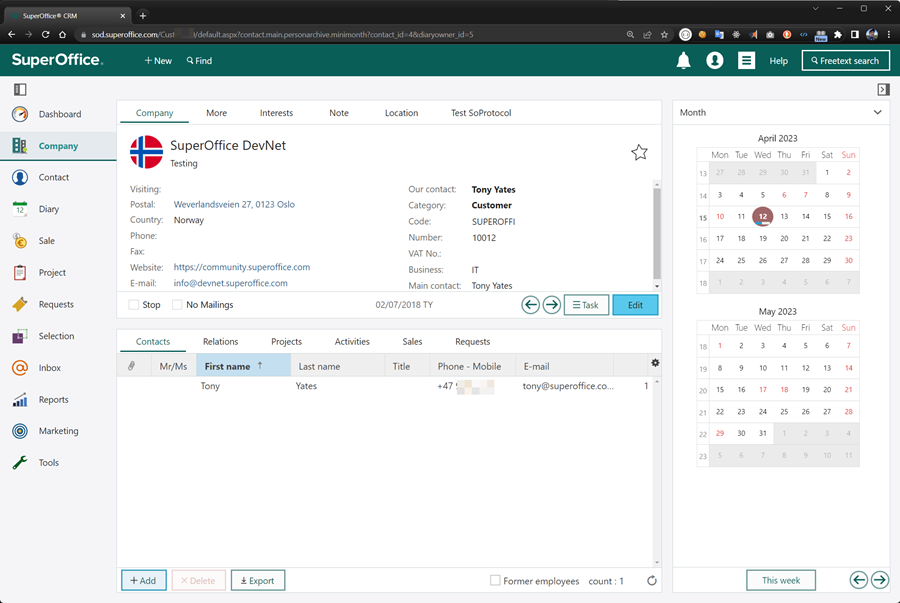 SuperOffice® CRM
sod.superoffice.com/Cust /default.aspx?contact.main.personarchive.minimonth?contact_id=4&diaryowner_id=5
New
SuperOffice.
+ New
Find
Help
Freetext search
Dashboard
Company
Contact
Diary
12
Sale
Project
Requests
Selection
Inbox
Reports
Marketing
Tools
Company More Interests Note Location Test SoProtocol
SuperOffice DevNet
Testing
Visiting:
Postal: Weverlandsveien 27, 0123 Oslo
Country: Norway
Phone:
Fax:
Website: https://community.superoffice.com
E-mail: info@devnet.superoffice.com
Our contact: Tony Yates
Category: Customer
Code: SUPEROFFI
Number: 10012
VAT No.:
Business: IT
Main contact: Tony Yates
Stop No Mailings 02/07/2018 TY Task Edit
Contacts Relations Projects Activities Sales Requests
Mr/Ms First name ↑ Last name Title Phone - Mobile E-mail
Tony Yates +47 tony@superoffice.co... 1
+ Add × Delete Export Former employees count : 1
Month
April 2023
Mon Tue Wed Thu Fri Sat Sun
13 27 28 29 30 31 1 2
14 3 4 5 6 7 8 9
15 10 11 12 13 14 15 16
16 17 18 19 20 21 22 23
17 24 25 26 27 28 29 30
18 1 2 3 4 5 6 7
May 2023
Mon Tue Wed Thu Fri Sat Sun
18 1 2 3 4 5 6 7
19 8 9 10 11 12 13 14
20 15 16 17 18 19 20 21
21 22 23 24 25 26 27 28
22 29 30 31 1 2 3 4
23 5 6 7 8 9 10 11
This week